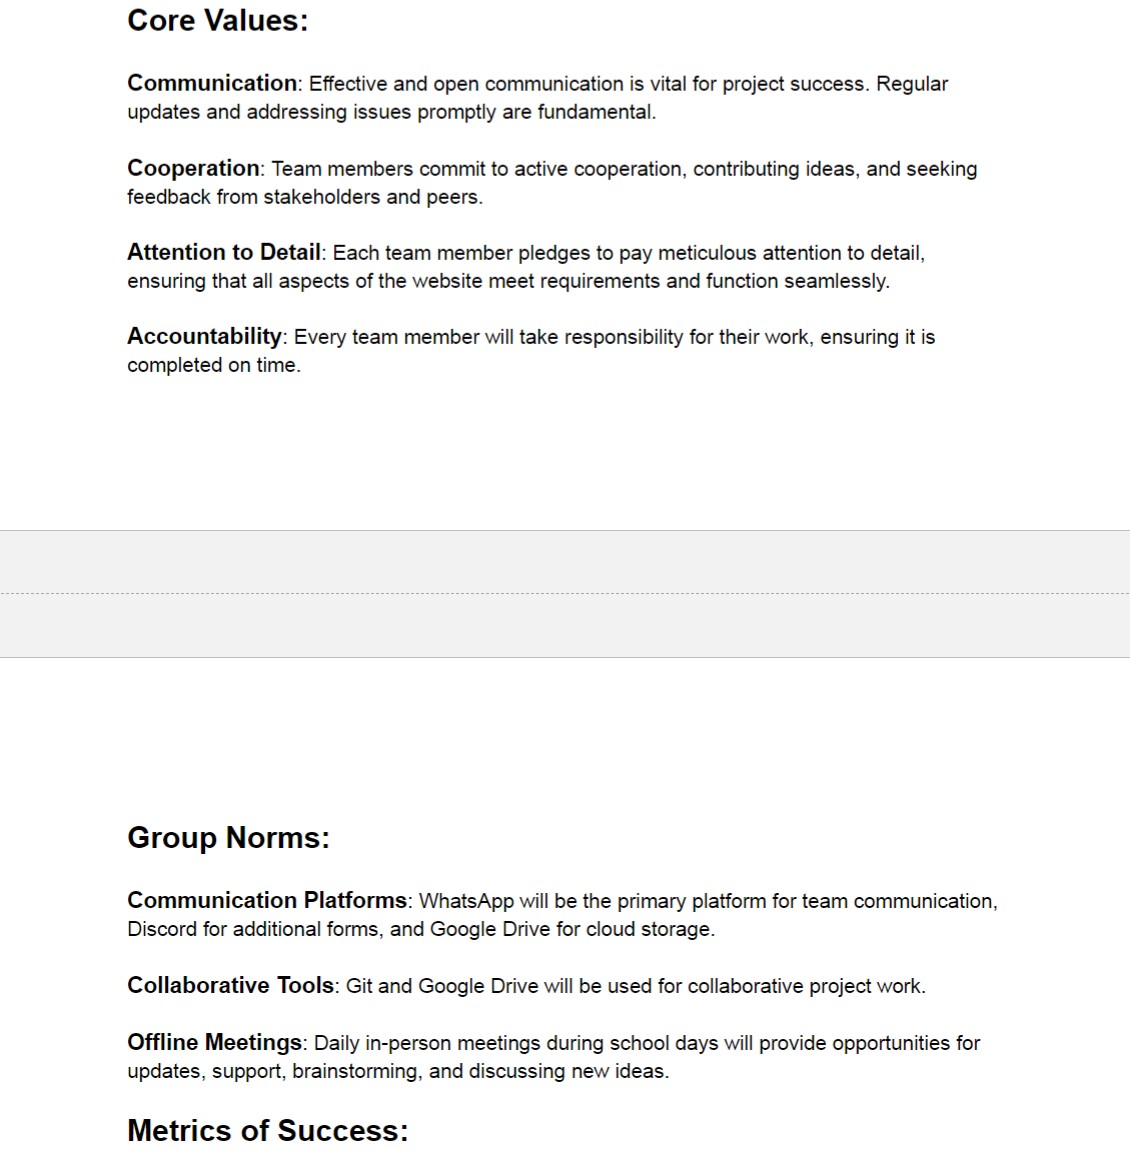 Core Values:
Communication: Effective and open communication is vital for project success. Regular
updates and addressing issues promptly are fundamental.
Cooperation: Team members commit to active cooperation, contributing ideas, and seeking
feedback from stakeholders and peers.
Attention to Detail: Each team member pledges to pay meticulous attention to detail,
ensuring that all aspects of the website meet requirements and function seamlessly.
Accountability: Every team member will take responsibility for their work, ensuring it is
completed on time.
Group Norms:
Communication Platforms: WhatsApp will be the primary platform for team communication,
Discord for additional forms, and Google Drive for cloud storage.
Collaborative Tools: Git and Google Drive will be used for collaborative project work.
Offline Meetings: Daily in-person meetings during school days will provide opportunities for
updates, support, brainstorming, and discussing new ideas.
Metrics of Success: